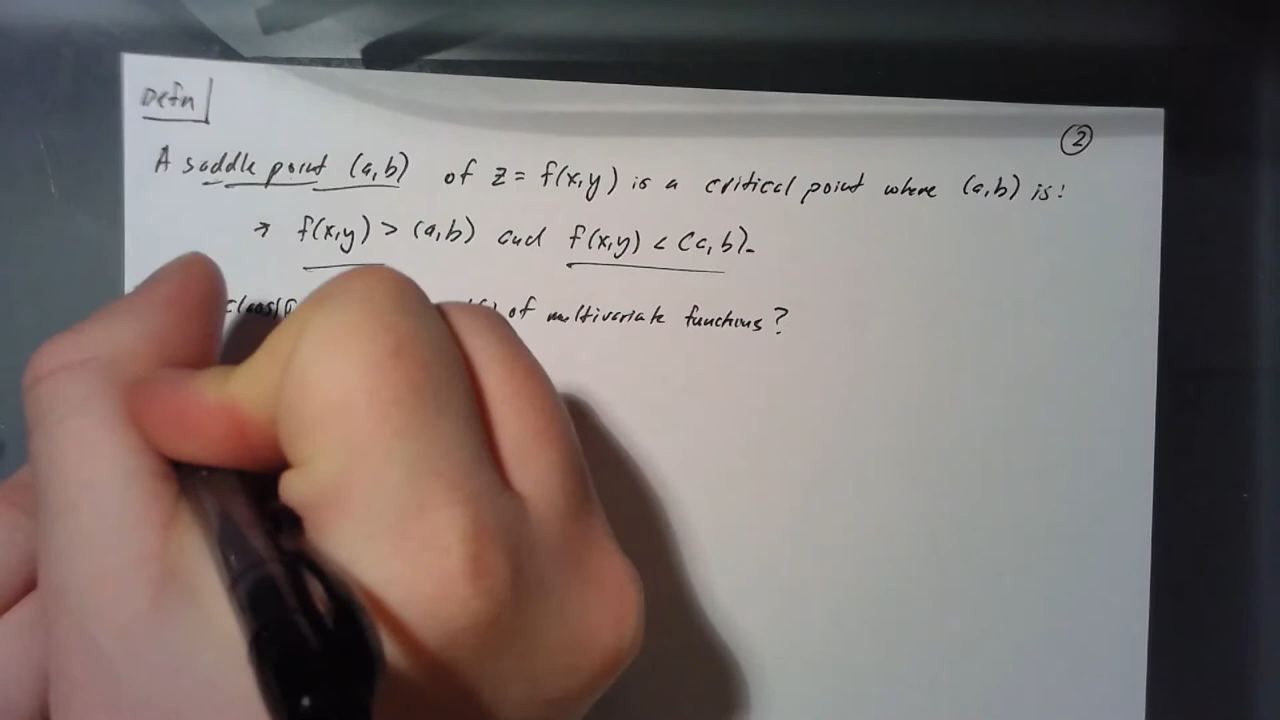 Defn
②
A saddle point (a,b) of z = f(x,y) is a critical point where (a,b) is:
→ f(x,y) > (a,b) and f(x,y) < (a,b).
of multivariate functions?